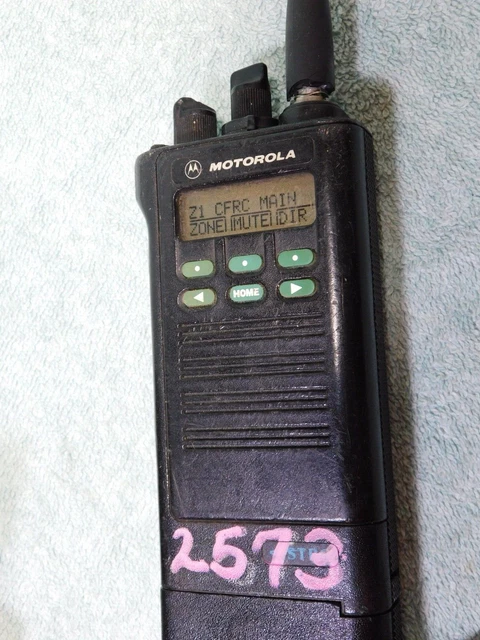 MOTOROLA
Z1 CFRC MAIN
ZONE MUTE DIR
HOME
2573